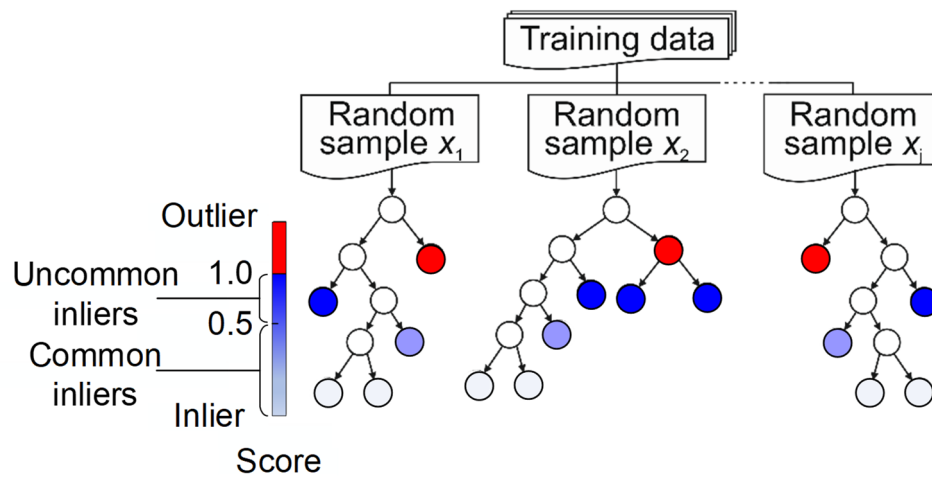 Training data
Random
sample x₁
Random
sample x₂
Random
sample xⱼ
Outlier
Uncommon
inliers
1.0
0.5
Common
inliers
Inlier
Score